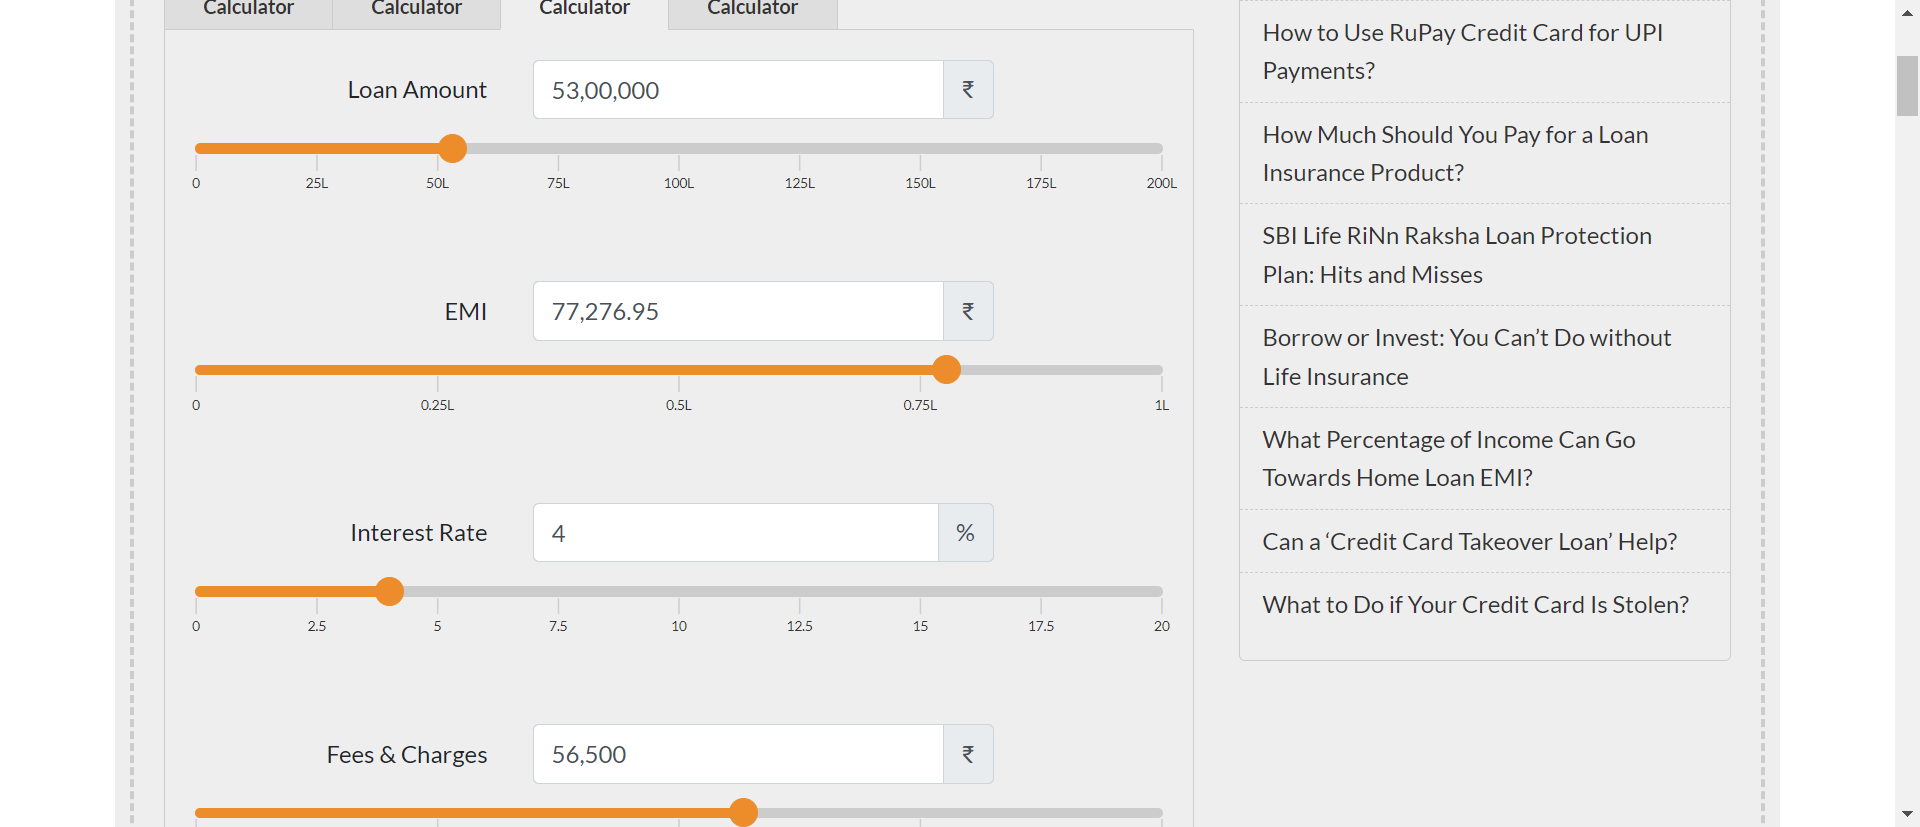 Calculator Calculator Calculator Calculator
Loan Amount 53,00,000 ₹
0 25L 50L 75L 100L 125L 150L 175L 200L
EMI 77,276.95 ₹
0 0.25L 0.5L 0.75L 1L
Interest Rate 4 %
0 2.5 5 7.5 10 12.5 15 17.5 20
Fees & Charges 56,500 ₹
How to Use RuPay Credit Card for UPI
Payments?
How Much Should You Pay for a Loan
Insurance Product?
SBI Life RiNn Raksha Loan Protection
Plan: Hits and Misses
Borrow or Invest: You Can’t Do without
Life Insurance
What Percentage of Income Can Go
Towards Home Loan EMI?
Can a ‘Credit Card Takeover Loan’ Help?
What to Do if Your Credit Card Is Stolen?